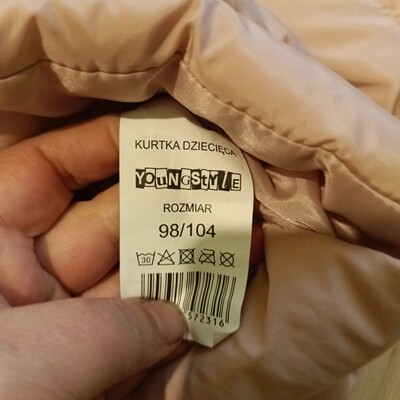 KURTKA DZIECIĘCA
YOUNGSTYLE
ROZMIAR
98/104
30
572316